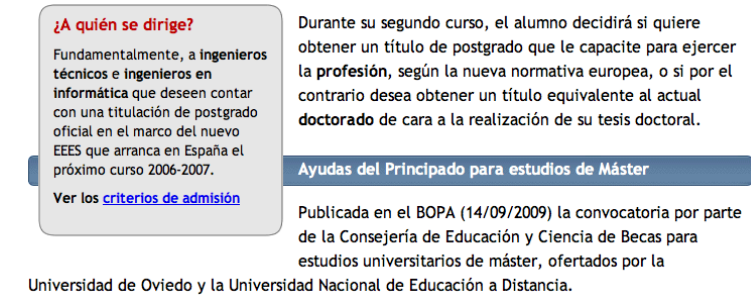 ¿A quién se dirige?
Fundamentalmente, a ingenieros
técnicos e ingenieros en
informática que deseen contar
con una titulación de postgrado
oficial en el marco del nuevo
EEES que arranca en España el
próximo curso 2006-2007.
Ver los criterios de admisión
Durante su segundo curso, el alumno decidirá si quiere
obtener un título de postgrado que le capacite para ejercer
la profesión, según la nueva normativa europea, o si por el
contrario desea obtener un título equivalente al actual
doctorado de cara a la realización de su tesis doctoral.
Ayudas del Principado para estudios de Máster
Publicada en el BOPA (14/09/2009) la convocatoria por parte
de la Consejería de Educación y Ciencia de Becas para
estudios universitarios de máster, ofertados por la
Universidad de Oviedo y la Universidad Nacional de Educación a Distancia.